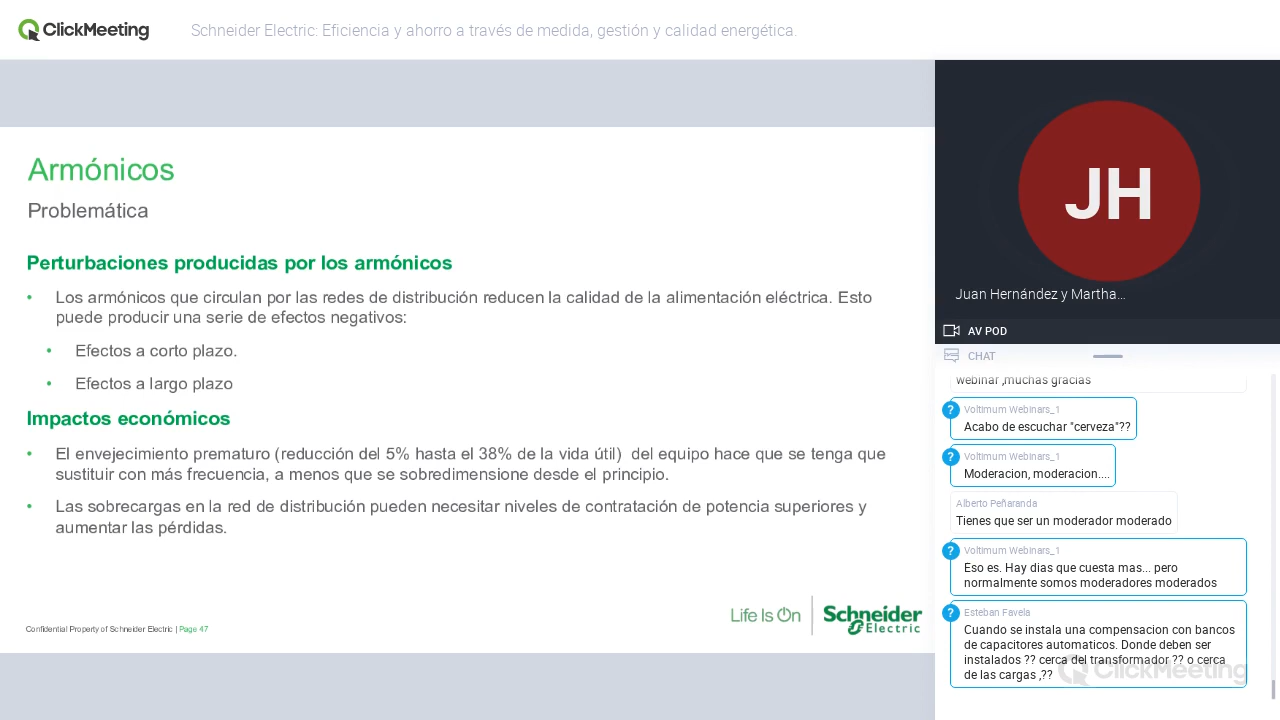 ClickMeeting
Schneider Electric: Eficiencia y ahorro a través de medida, gestión y calidad energética.
Armónicos
Problemática
Perturbaciones producidas por los armónicos
• Los armónicos que circulan por las redes de distribución reducen la calidad de la alimentación eléctrica. Esto
puede producir una serie de efectos negativos:
• Efectos a corto plazo.
• Efectos a largo plazo
Impactos económicos
• El envejecimiento prematuro (reducción del 5% hasta el 38% de la vida útil)  del equipo hace que se tenga que
sustituir con más frecuencia, a menos que se sobredimensione desde el principio.
• Las sobrecargas en la red de distribución pueden necesitar niveles de contratación de potencia superiores y
aumentar las pérdidas.
Confidential Property of Schneider Electric | Page 47
Life Is On
Schneider
Electric
JH
Juan Hernández y Martha...
AV POD
CHAT
webinar ,muchas gracias
? Voltimum Webinars_1
Acabo de escuchar "cerveza"??
? Voltimum Webinars_1
Moderacion, moderacion....
Alberto Peñaranda
Tienes que ser un moderador moderado
? Voltimum Webinars_1
Eso es. Hay dias que cuesta mas... pero
normalmente somos moderadores moderados
? Esteban Favela
Cuando se instala una compensacion con bancos
de capacitores automaticos. Donde deben ser
instalados ?? cerca del transformador ?? o cerca
de las cargas ,??
ClickMeeting